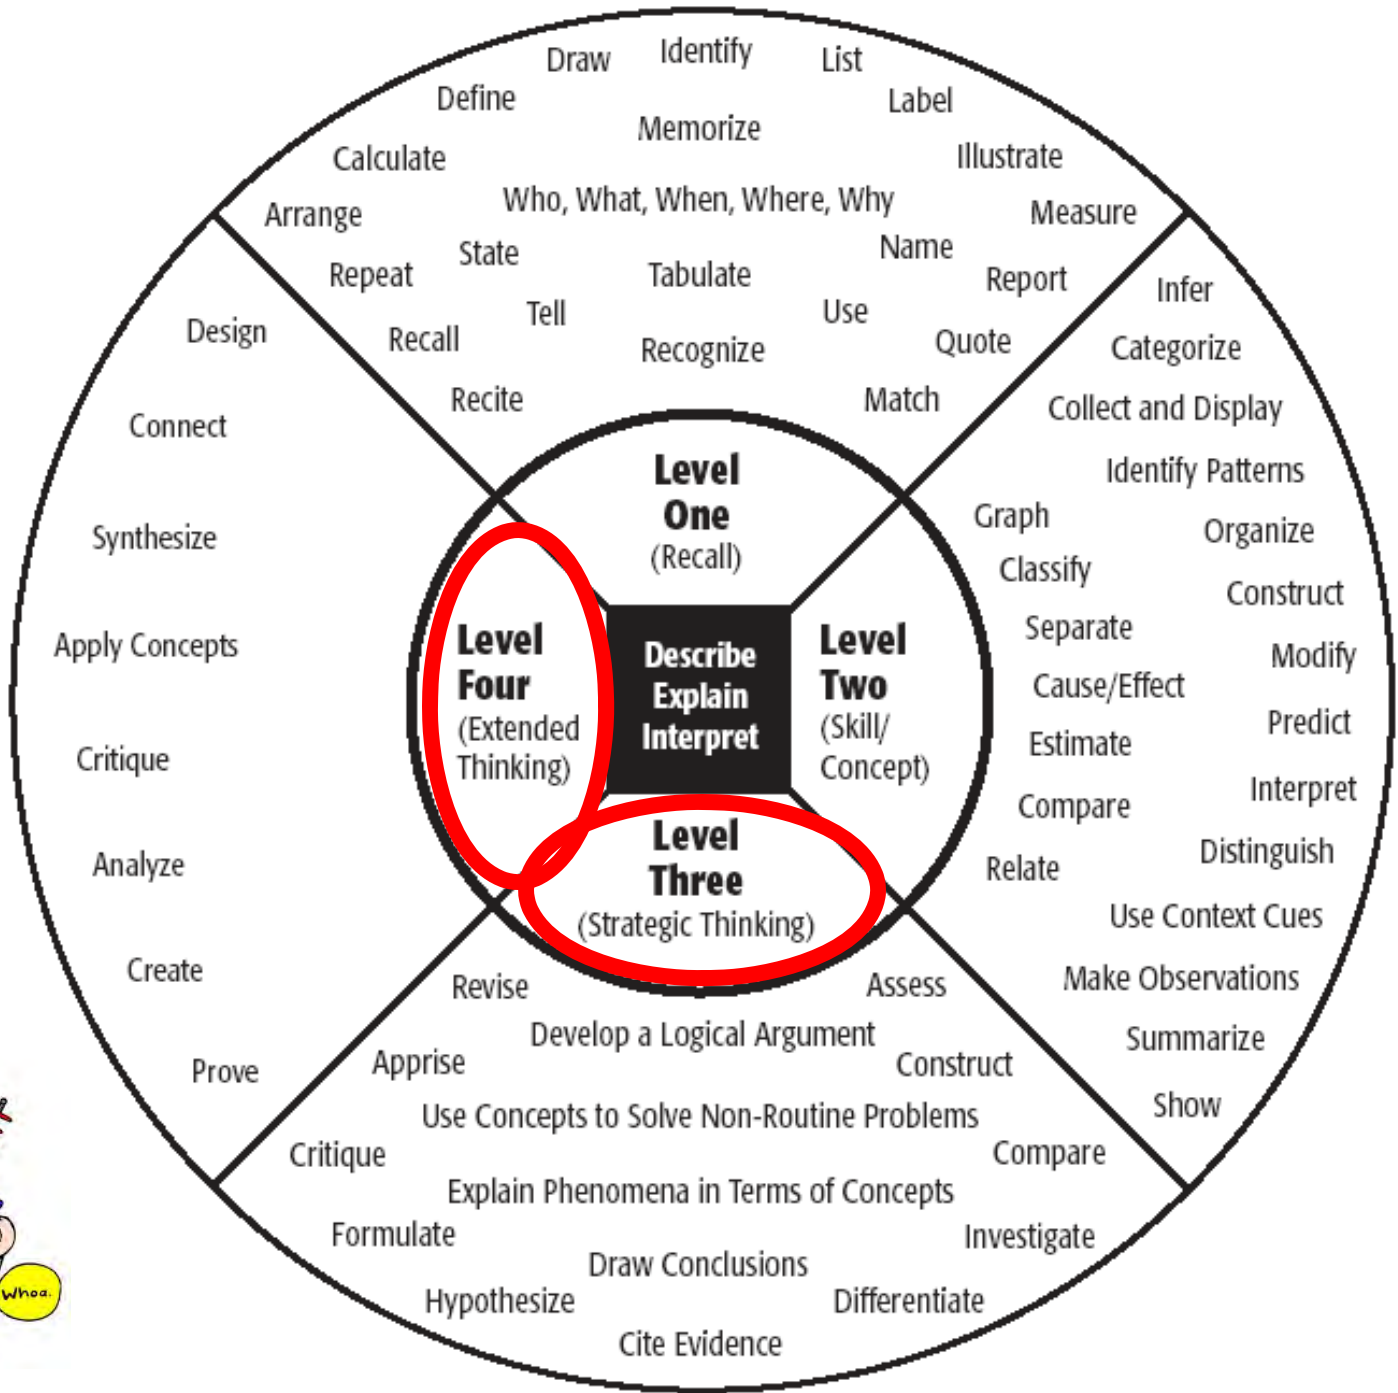 Draw
Identify
List
Define
Label
Memorize
Calculate
Illustrate
Who, What, When, Where, Why
Arrange
Measure
State
Name
Repeat
Tabulate
Report
Tell
Use
Recall
Recognize
Quote
Recite
Match
Level
One
(Recall)
Infer
Categorize
Collect and Display
Identify Patterns
Graph
Organize
Classify
Construct
Separate
Modify
Cause/Effect
Predict
Estimate
Interpret
Compare
Distinguish
Relate
Use Context Cues
Make Observations
Summarize
Show
Level
Two
(Skill/
Concept)
Describe
Explain
Interpret
Level
Three
(Strategic Thinking)
Revise
Assess
Develop a Logical Argument
Apprise
Construct
Use Concepts to Solve Non-Routine Problems
Critique
Compare
Explain Phenomena in Terms of Concepts
Formulate
Investigate
Draw Conclusions
Hypothesize
Differentiate
Cite Evidence
Level
Four
(Extended
Thinking)
Design
Connect
Synthesize
Apply Concepts
Critique
Analyze
Create
Prove
Whoa.